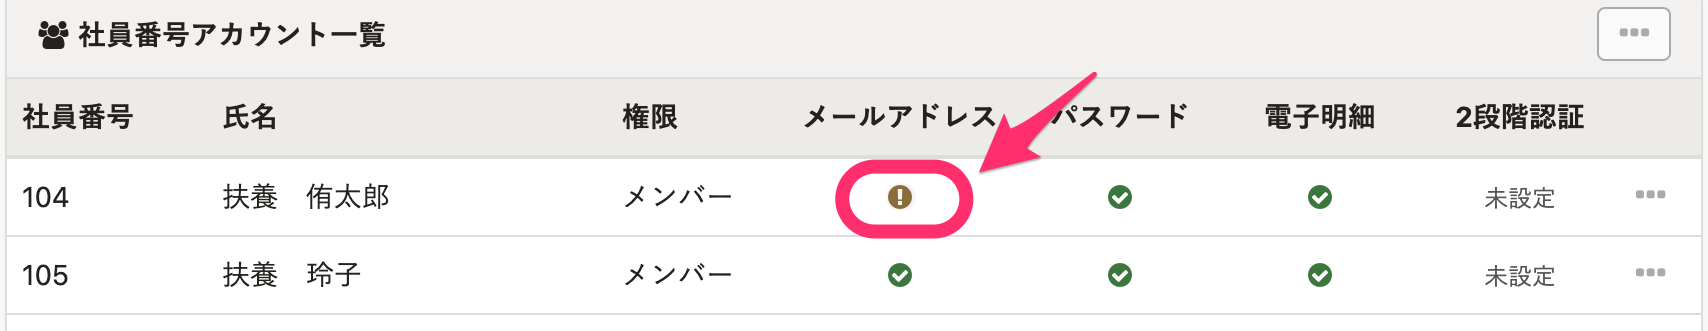 社員番号アカウント一覧
社員番号 氏名 権限 メールアドレス パスワード 電子明細 2段階認証
104 扶養 侑太郎 メンバー 未設定
105 扶養 玲子 メンバー 未設定